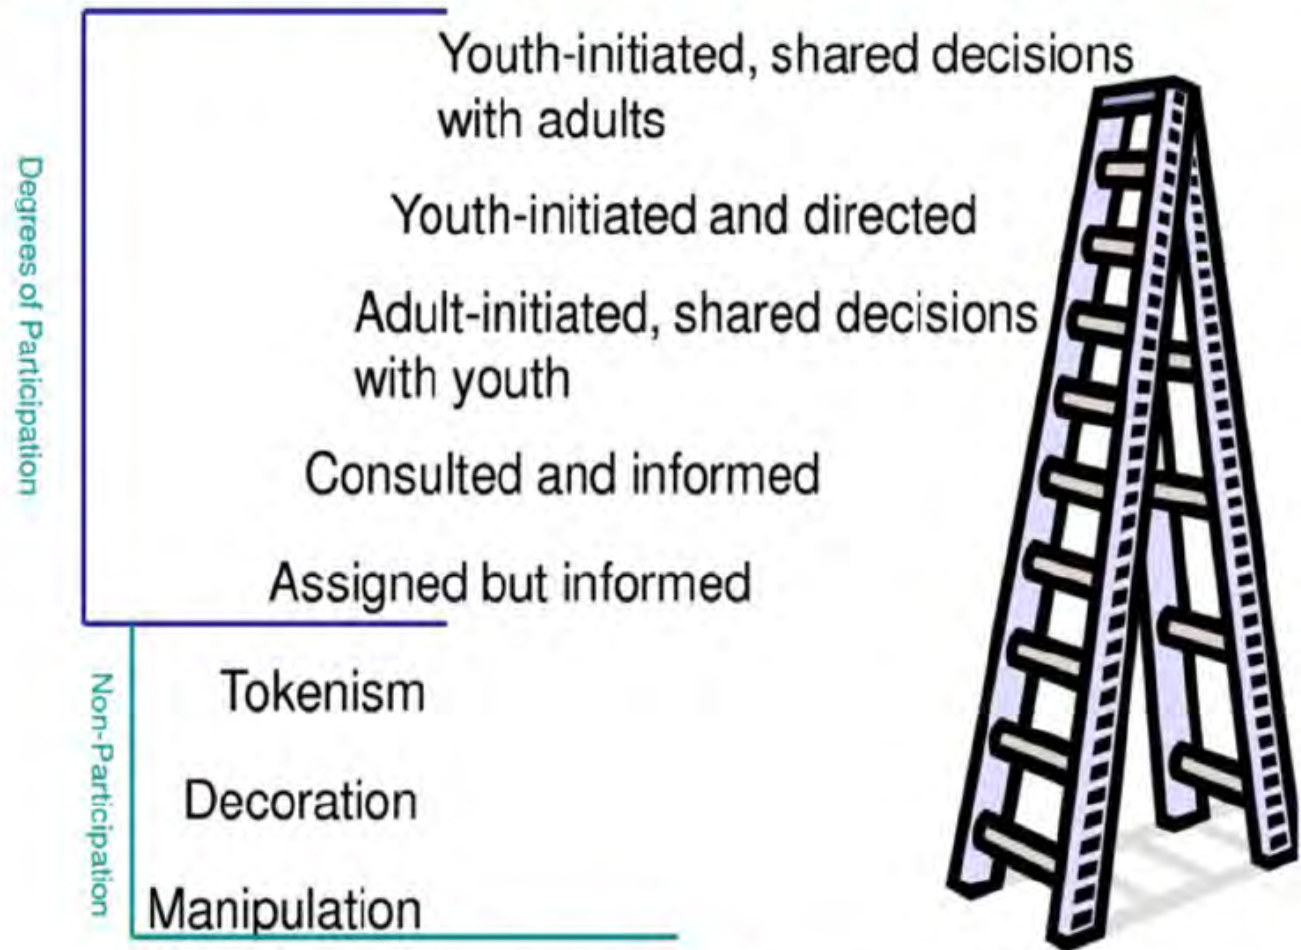 Youth-initiated, shared decisions
with adults
Youth-initiated and directed
Adult-initiated, shared decisions
with youth
Consulted and informed
Assigned but informed
Degrees of Participation
Tokenism
Decoration
Manipulation
Non-Participation